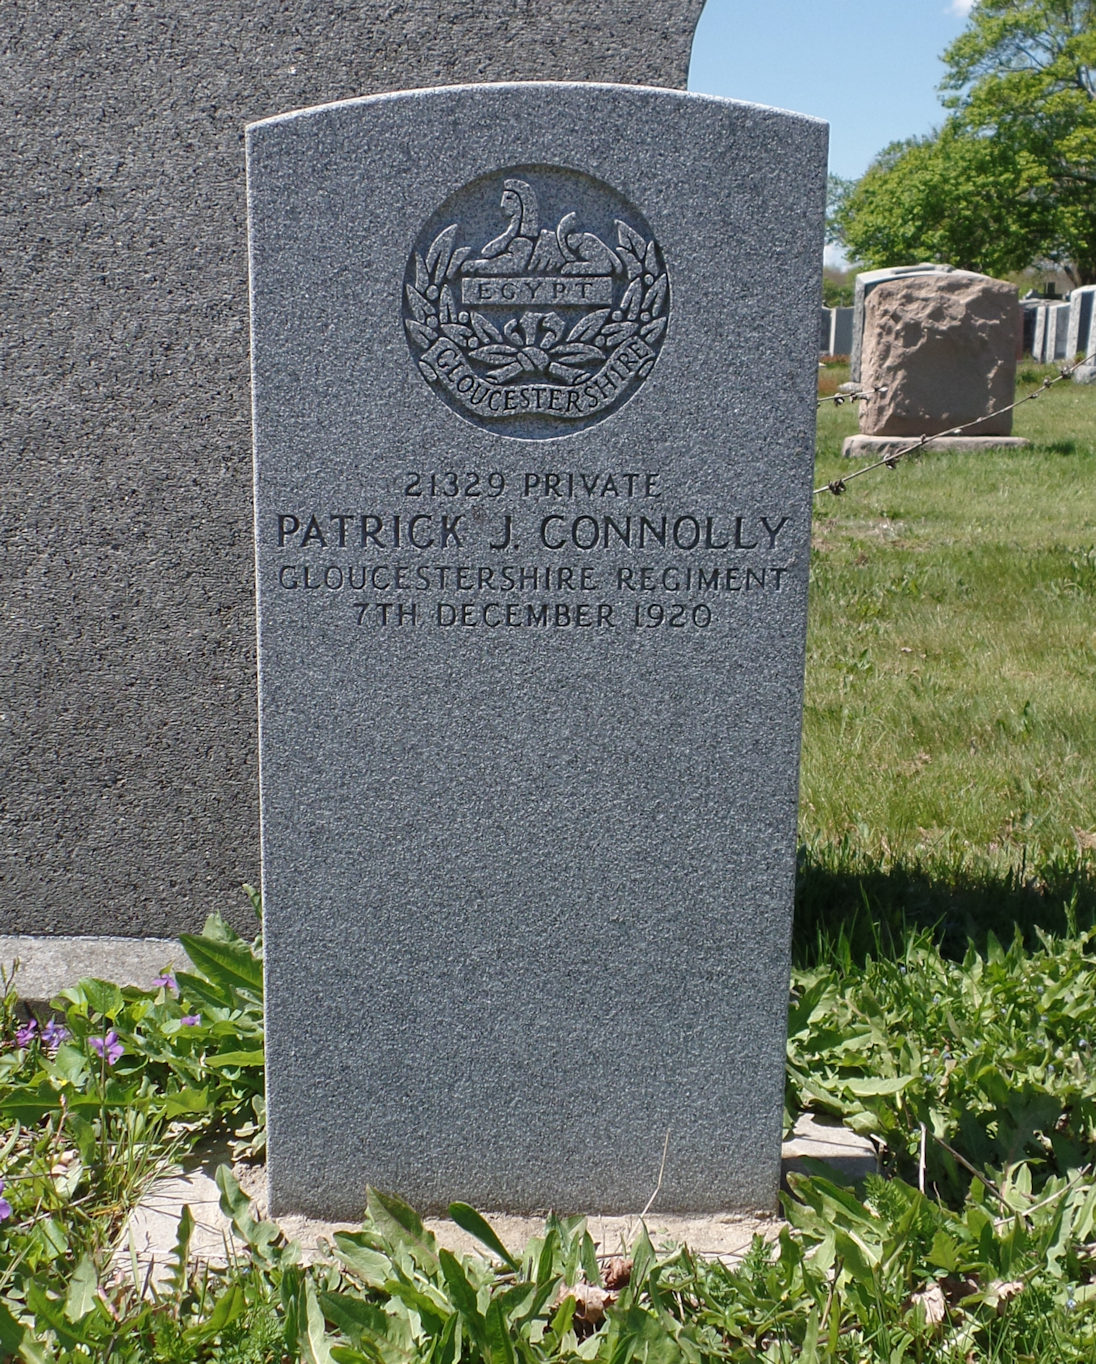 EGYPT
GLOUCESTERSHIRE
21329 PRIVATE
PATRICK J. CONNOLLY
GLOUCESTERSHIRE REGIMENT
7TH DECEMBER 1920